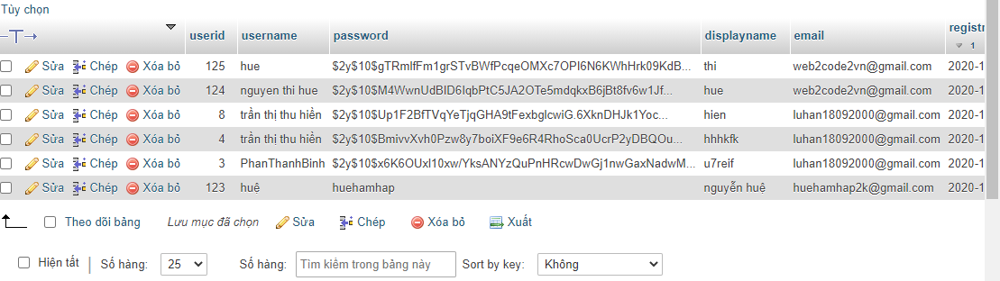 Tùy chọn
userid username password displayname email registr
1
Sửa Chép Xóa bỏ 125 hue $2y$10$gTRmIfFm1grSTvBWfPcqeOMXc7OPI6N6KWhHrk09KdB... thi web2code2vn@gmail.com 2020-1
Sửa Chép Xóa bỏ 124 nguyen thi hue $2y$10$M4WwnUdBID6IqbPtC5JA2OTe5mdqkxB6jBt8fv6w1Jf... hue web2code2vn@gmail.com 2020-1
Sửa Chép Xóa bỏ 8 trần thị thu hiền $2y$10$Up1F2BfTVqYeTjqGHA9tFexbglcwiG.6XknDHJk1Yoc... hien luhan18092000@gmail.com 2020-1
Sửa Chép Xóa bỏ 4 trần thị thu hiền $2y$10$BmivvXvh0Pzw8y7boiXF9e6R4RhoSca0UcrP2yDBQOu... hhhkfk luhan18092000@gmail.com 2020-1
Sửa Chép Xóa bỏ 3 PhanThanhBinh $2y$10$x6K6OUxl10xw/YksANYzQuPnHRcwDwGj1nwGaxNadwM... u7reif luhan18092000@gmail.com 2020-1
Sửa Chép Xóa bỏ 123 huệ huehamhap nguyễn huệ huehamhap2k@gmail.com 2020-1
Theo dõi bảng Lưu mục đã chọn Sửa Chép Xóa bỏ Xuất
Hiện tất Số hàng: 25 Số hàng: Tìm kiếm trong bảng này Sort by key: Không